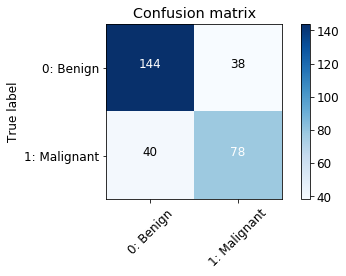 Confusion matrix
True label
0: Benign 144 38
1: Malignant 40 78
0: Benign
1: Malignant
140
120
100
80
60
40